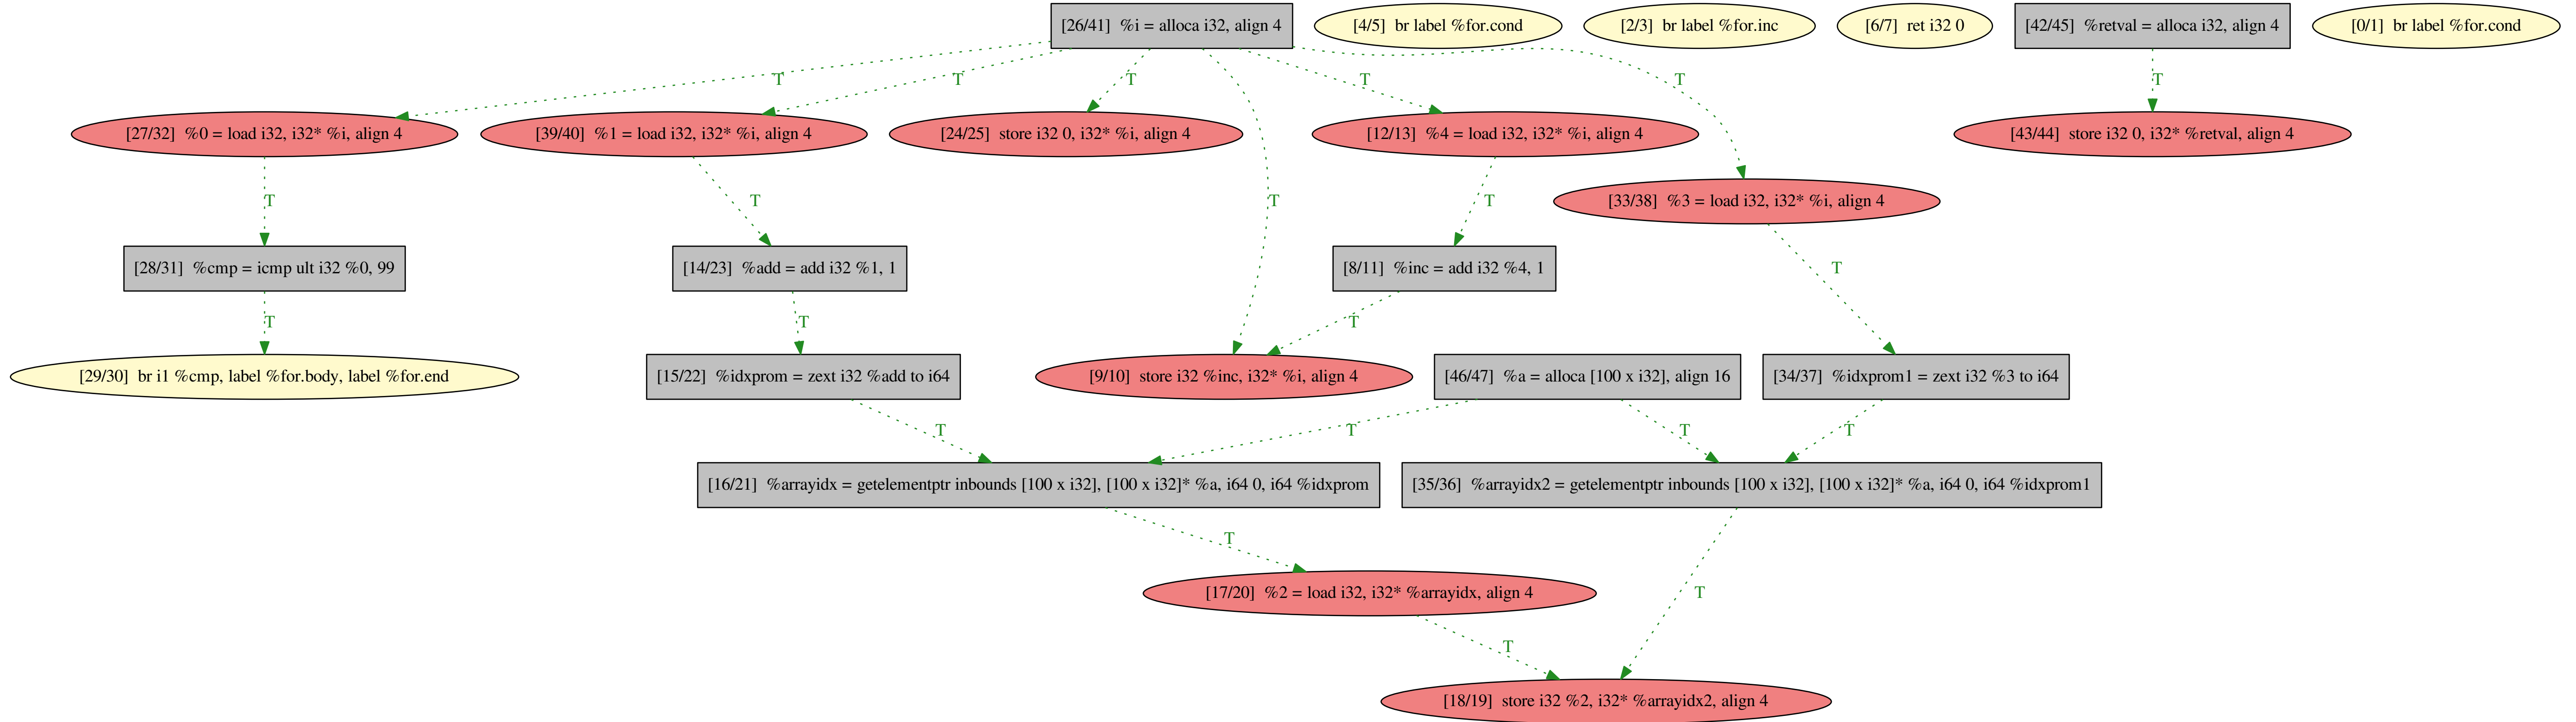 [26/41]  %i = alloca i32, align 4
[4/5]  br label %for.cond
[2/3]  br label %for.inc
[6/7]  ret i32 0
[42/45]  %retval = alloca i32, align 4
[0/1]  br label %for.cond
T
T
T
T
T
T
[27/32]  %0 = load i32, i32* %i, align 4
[39/40]  %1 = load i32, i32* %i, align 4
[24/25]  store i32 0, i32* %i, align 4
[12/13]  %4 = load i32, i32* %i, align 4
[43/44]  store i32 0, i32* %retval, align 4
T
T
T
T
[33/38]  %3 = load i32, i32* %i, align 4
[28/31]  %cmp = icmp ult i32 %0, 99
[14/23]  %add = add i32 %1, 1
[8/11]  %inc = add i32 %4, 1
T
T
T
T
[29/30]  br i1 %cmp, label %for.body, label %for.end
[15/22]  %idxprom = zext i32 %add to i64
[9/10]  store i32 %inc, i32* %i, align 4
[46/47]  %a = alloca [100 x i32], align 16
[34/37]  %idxprom1 = zext i32 %3 to i64
T
T
T
T
[16/21]  %arrayidx = getelementptr inbounds [100 x i32], [100 x i32]* %a, i64 0, i64 %idxprom
[35/36]  %arrayidx2 = getelementptr inbounds [100 x i32], [100 x i32]* %a, i64 0, i64 %idxprom1
T
[17/20]  %2 = load i32, i32* %arrayidx, align 4
T
T
[18/19]  store i32 %2, i32* %arrayidx2, align 4